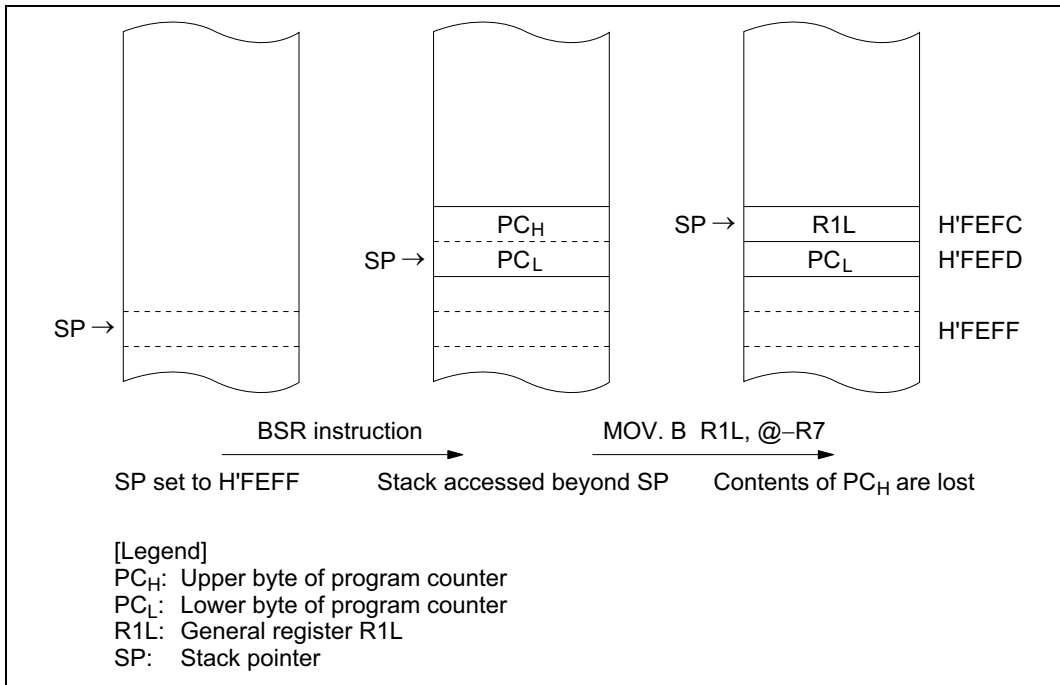 PCH
SP → R1L H'FEFC
SP → PCL PCL H'FEFD
SP → H'FEFF
BSR instruction MOV. B R1L, @–R7
SP set to H'FEFF Stack accessed beyond SP Contents of PCH are lost
[Legend]
PCH: Upper byte of program counter
PCL: Lower byte of program counter
R1L: General register R1L
SP: Stack pointer